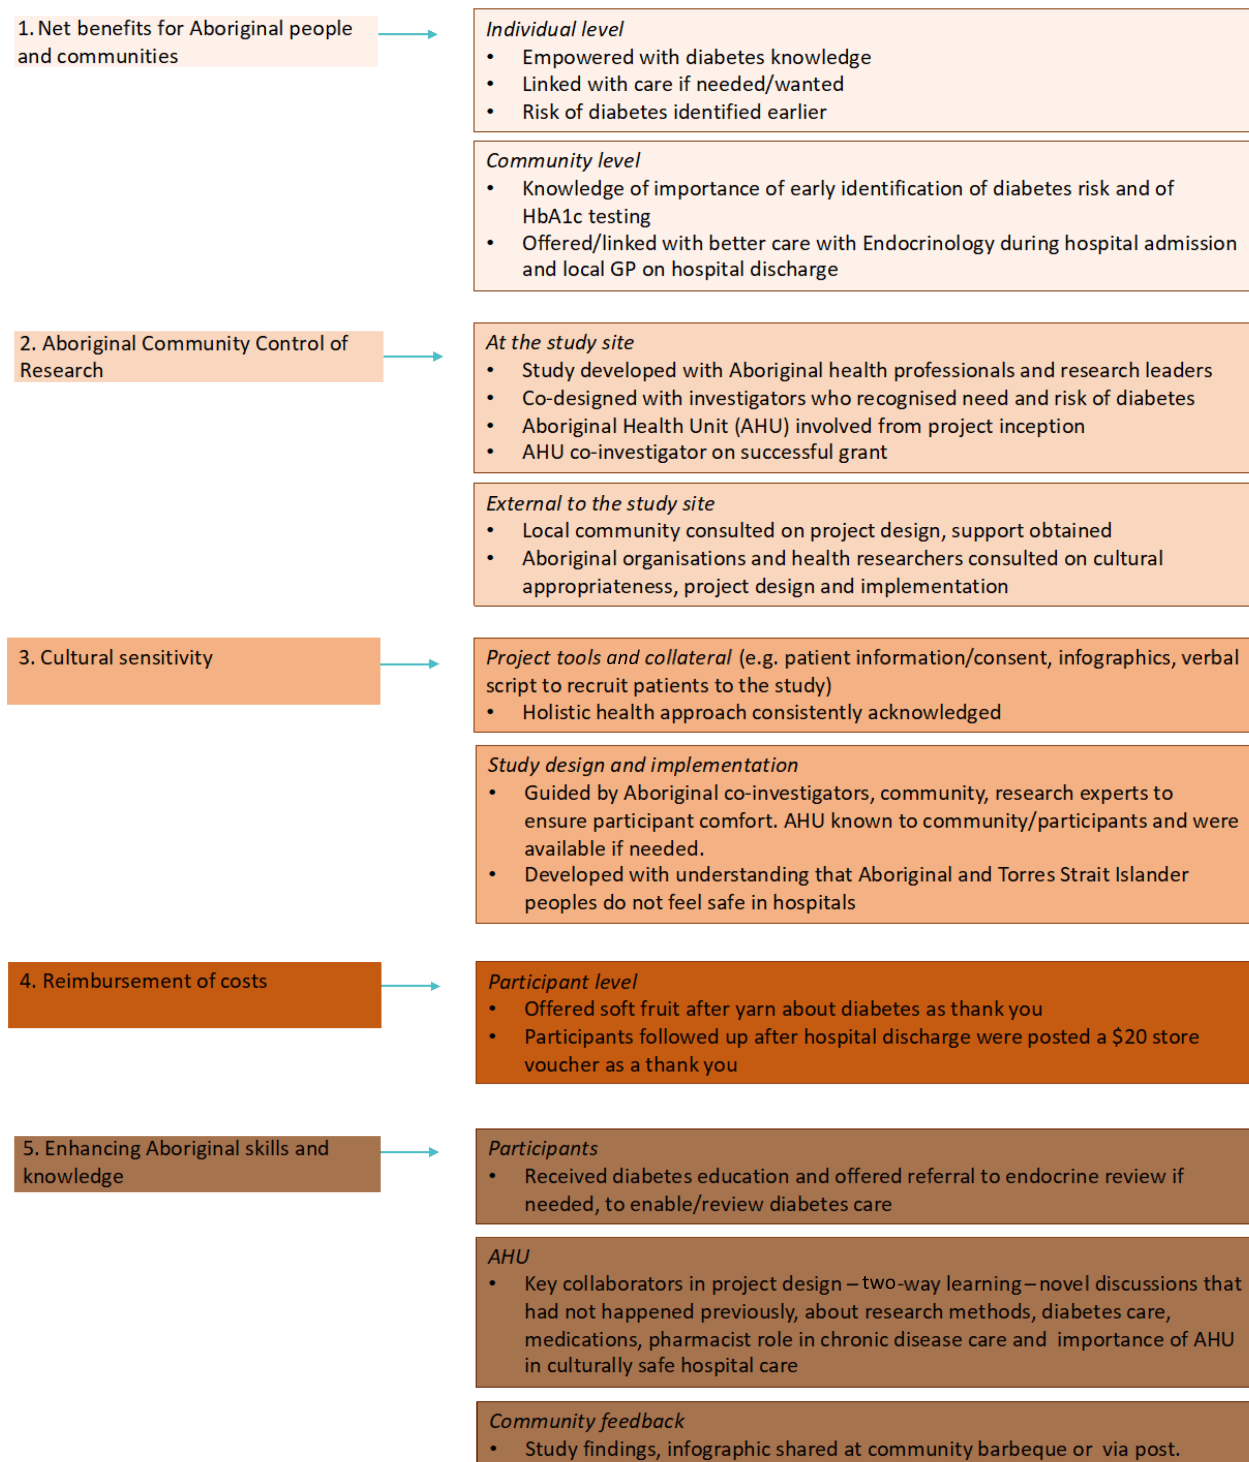 1. Net benefits for Aboriginal people
and communities
Individual level
• Empowered with diabetes knowledge
• Linked with care if needed/wanted
• Risk of diabetes identified earlier
Community level
• Knowledge of importance of early identification of diabetes risk and of
HbA1c testing
• Offered/linked with better care with Endocrinology during hospital admission
and local GP on hospital discharge
2. Aboriginal Community Control of
Research
At the study site
• Study developed with Aboriginal health professionals and research leaders
• Co-designed with investigators who recognised need and risk of diabetes
• Aboriginal Health Unit (AHU) involved from project inception
• AHU co-investigator on successful grant
External to the study site
• Local community consulted on project design, support obtained
• Aboriginal organisations and health researchers consulted on cultural
appropriateness, project design and implementation
3. Cultural sensitivity
Project tools and collateral (e.g. patient information/consent, infographics, verbal
script to recruit patients to the study)
• Holistic health approach consistently acknowledged
Study design and implementation
• Guided by Aboriginal co-investigators, community, research experts to
ensure participant comfort. AHU known to community/participants and were
available if needed.
• Developed with understanding that Aboriginal and Torres Strait Islander
peoples do not feel safe in hospitals
4. Reimbursement of costs
Participant level
• Offered soft fruit after yarn about diabetes as thank you
• Participants followed up after hospital discharge were posted a $20 store
voucher as a thank you
5. Enhancing Aboriginal skills and
knowledge
Participants
• Received diabetes education and offered referral to endocrine review if
needed, to enable/review diabetes care
AHU
• Key collaborators in project design – two-way learning – novel discussions that
had not happened previously, about research methods, diabetes care,
medications, pharmacist role in chronic disease care and importance of AHU
in culturally safe hospital care
Community feedback
• Study findings, infographic shared at community barbeque or via post.